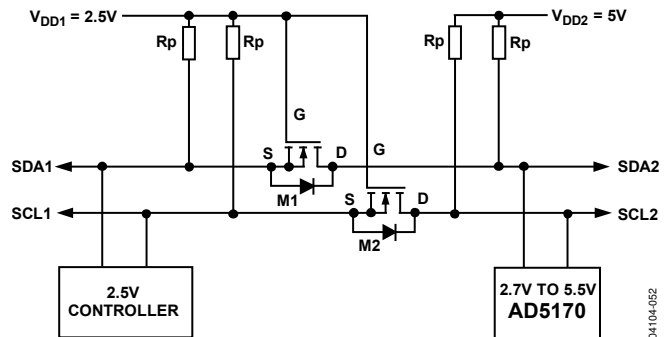 VDD1 = 2.5V
Rp
Rp
Rp
Rp
VDD2 = 5V
G
S
D
M1
G
S
D
M2
SDA1
SDA2
SCL1
SCL2
2.5V
CONTROLLER
2.7V TO 5.5V
AD5170
04104-052